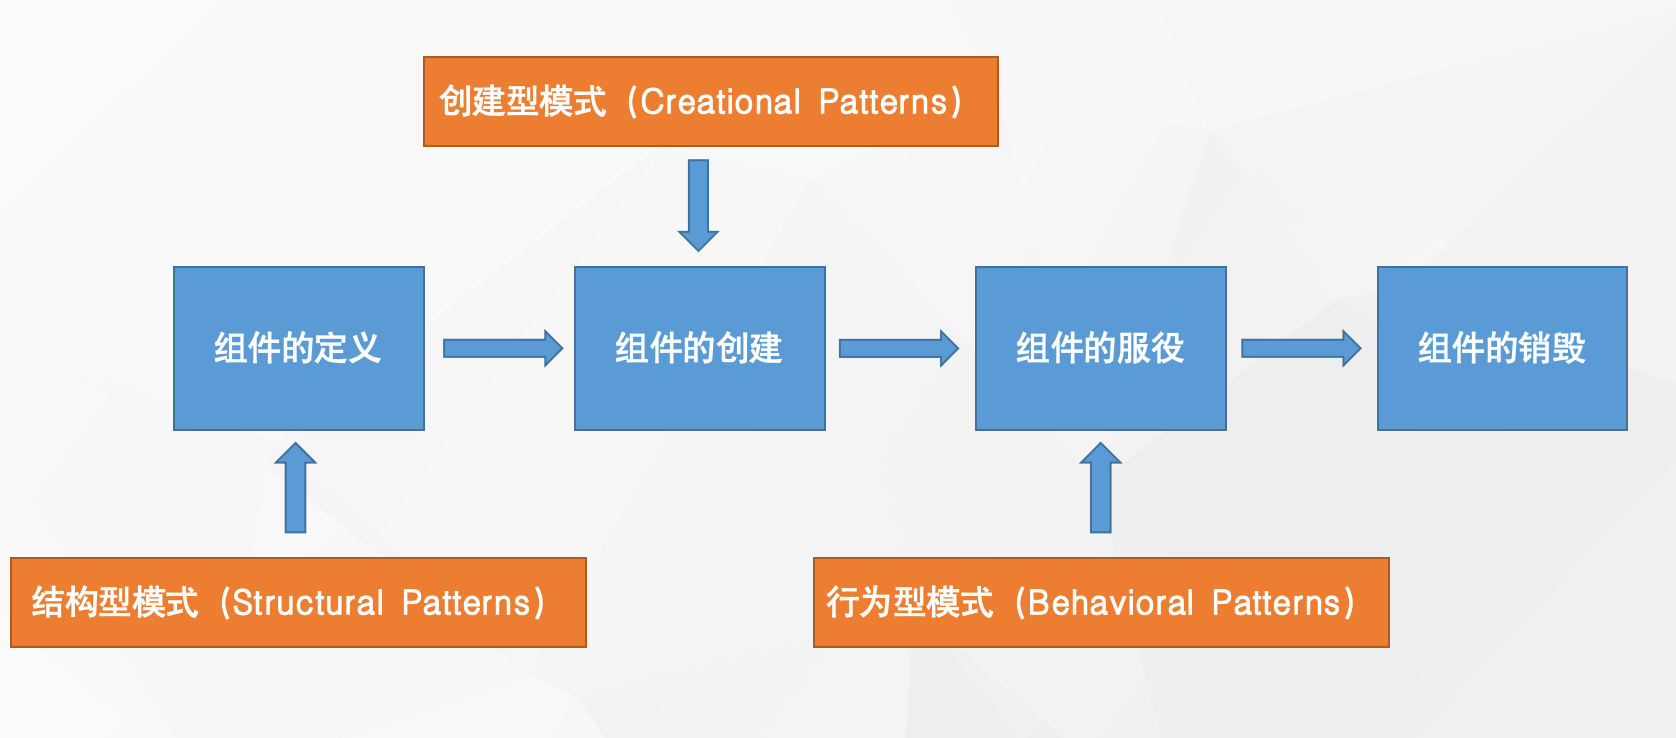 创建型模式（Creational Patterns）
组件的定义
组件的创建
组件的服役
组件的销毁
结构型模式（Structural Patterns）
行为型模式（Behavioral Patterns）